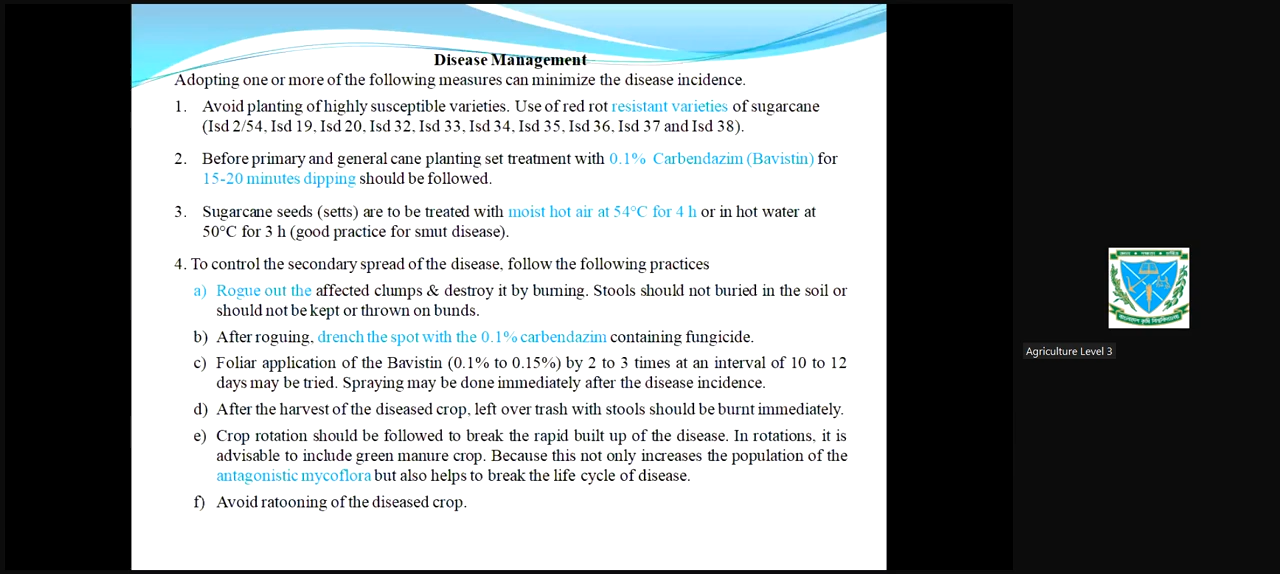 Disease Management
Adopting one or more of the following measures can minimize the disease incidence.
1. Avoid planting of highly susceptible varieties. Use of red rot resistant varieties of sugarcane
(Isd 2/54, Isd 19, Isd 20, Isd 32, Isd 33, Isd 34, Isd 35, Isd 36, Isd 37 and Isd 38).
2. Before primary and general cane planting set treatment with 0.1% Carbendazim (Bavistin) for
15-20 minutes dipping should be followed.
3. Sugarcane seeds (setts) are to be treated with moist hot air at 54°C for 4 h or in hot water at
50°C for 3 h (good practice for smut disease).
4. To control the secondary spread of the disease, follow the following practices
a) Rogue out the affected clumps & destroy it by burning. Stools should not buried in the soil or
should not be kept or thrown on bunds.
b) After roguing, drench the spot with the 0.1% carbendazim containing fungicide.
c) Foliar application of the Bavistin (0.1% to 0.15%) by 2 to 3 times at an interval of 10 to 12
days may be tried. Spraying may be done immediately after the disease incidence.
d) After the harvest of the diseased crop, left over trash with stools should be burnt immediately.
e) Crop rotation should be followed to break the rapid built up of the disease. In rotations, it is
advisable to include green manure crop. Because this not only increases the population of the
antagonistic mycoflora but also helps to break the life cycle of disease.
f) Avoid ratooning of the diseased crop.
Agriculture Level 3